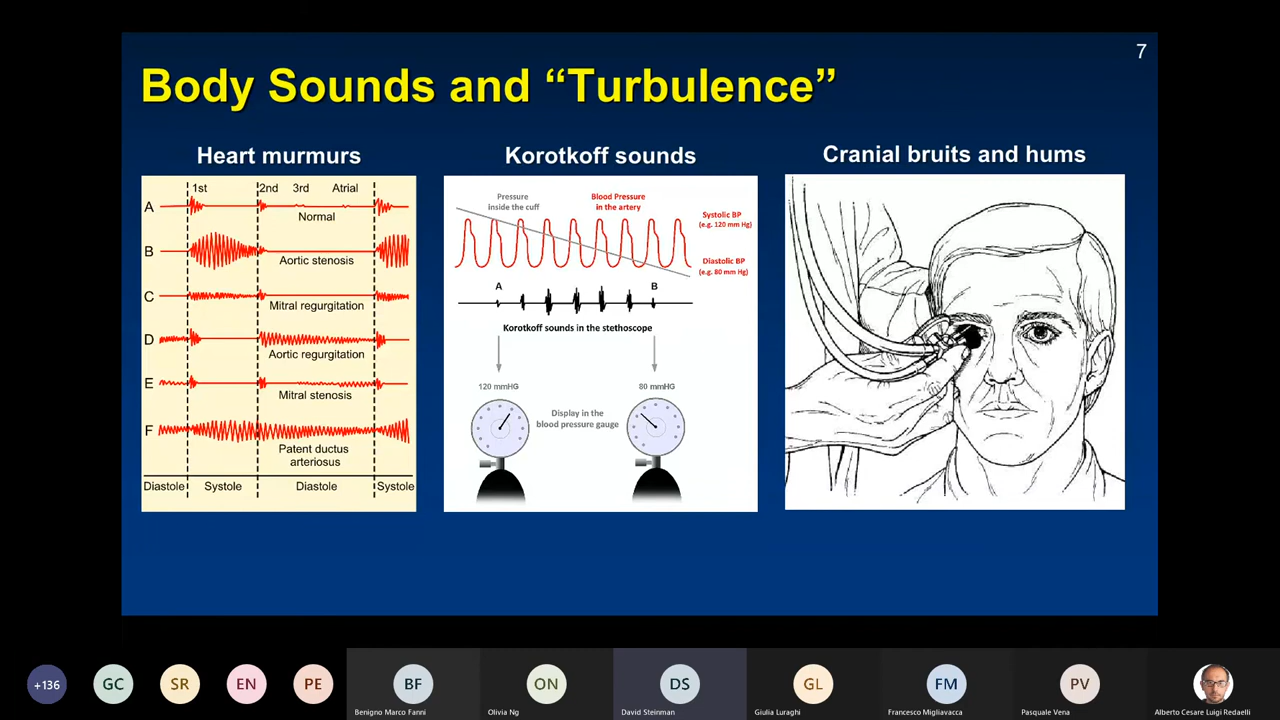 7
Body Sounds and “Turbulence”
Heart murmurs
1st 2nd 3rd Atrial
A
Normal
B
Aortic stenosis
C
Mitral regurgitation
D
Aortic regurgitation
E
Mitral stenosis
F
Patent ductus
arteriosus
Diastole Systole Diastole Systole
Korotkoff sounds
Pressure
inside the cuff
Blood Pressure
in the artery
Systolic BP
(e.g. 120 mm Hg)
Diastolic BP
(e.g. 80 mm Hg)
A B
Korotkoff sounds in the stethoscope
120 mmHG 80 mmHG
Display in the
blood pressure gauge
Cranial bruits and hums
+136 GC SR EN PE BF ON DS GL FM PV
Benigno Marco Fanni Olivia Ng David Steinman Giulia Luraghi Francesco Migliavacca Pasquale Vena Alberto Cesare Luigi Redaelli